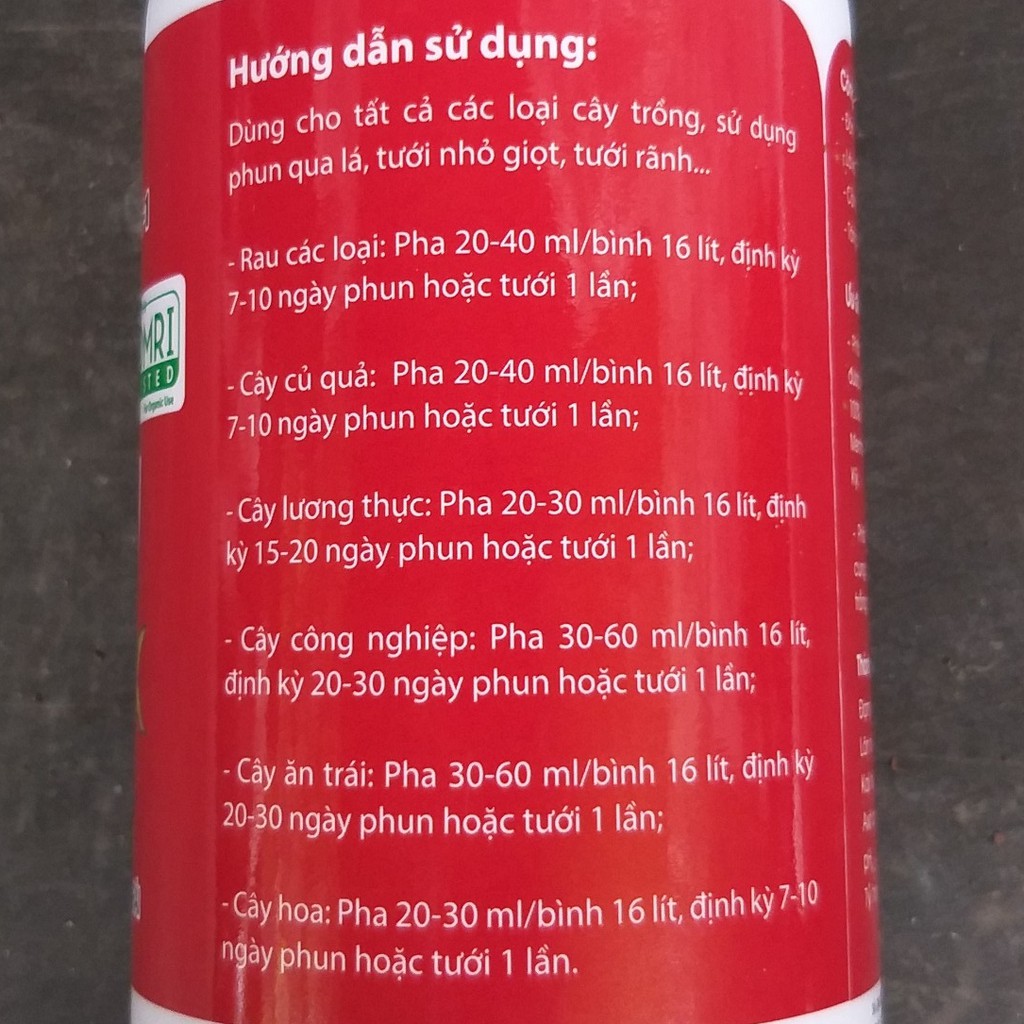 Hướng dẫn sử dụng:
Dùng cho tất cả các loại cây trồng, sử dụng
phun qua lá, tưới nhỏ giọt, tưới rãnh...
- Rau các loại: Pha 20-40 ml/bình 16 lít, định kỳ
7-10 ngày phun hoặc tưới 1 lần;
- Cây củ quả: Pha 20-40 ml/bình 16 lít, định kỳ
7-10 ngày phun hoặc tưới 1 lần;
- Cây lương thực: Pha 20-30 ml/bình 16 lít, định
kỳ 15-20 ngày phun hoặc tưới 1 lần;
- Cây công nghiệp: Pha 30-60 ml/bình 16 lít,
định kỳ 20-30 ngày phun hoặc tưới 1 lần;
- Cây ăn trái: Pha 30-60 ml/bình 16 lít, định kỳ
20-30 ngày phun hoặc tưới 1 lần;
- Cây hoa: Pha 20-30 ml/bình 16 lít, định kỳ 7-10
ngày phun hoặc tưới 1 lần.
MRI
STED
For Organic Use